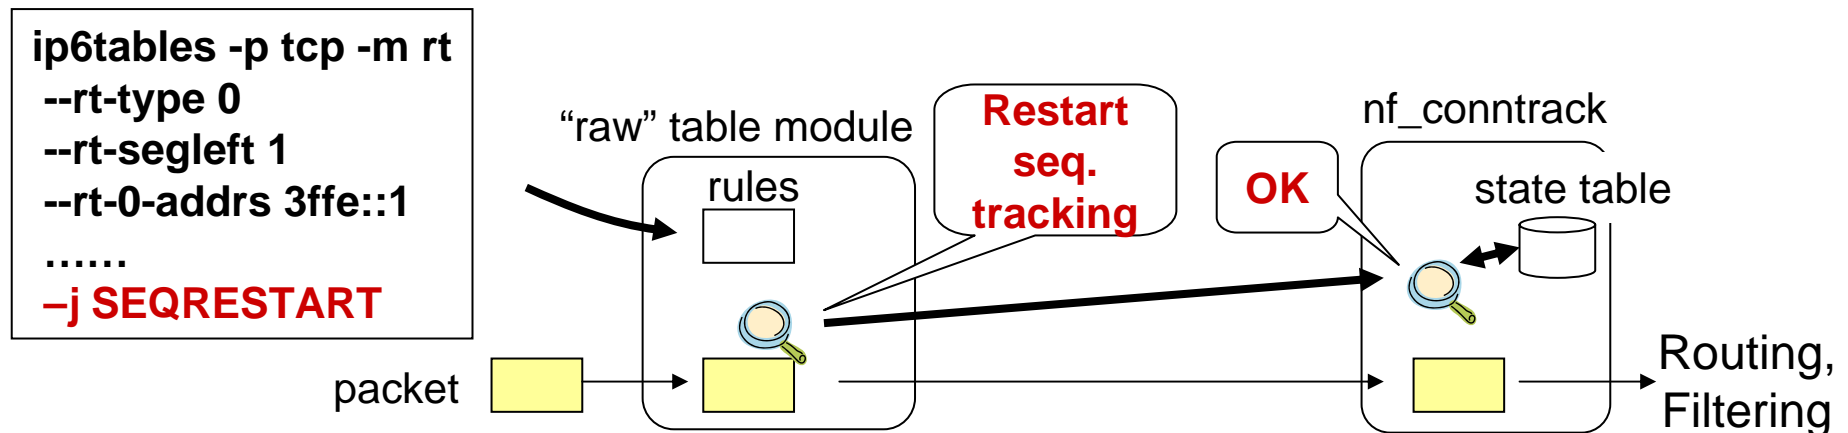 ip6tables -p tcp -m rt
--rt-type 0
--rt-segleft 1
--rt-0-addrs 3ffe::1
……
–j SEQRESTART
“raw” table module
rules
Restart
seq.
tracking
OK
nf_conntrack
state table
packet
Routing,
Filtering